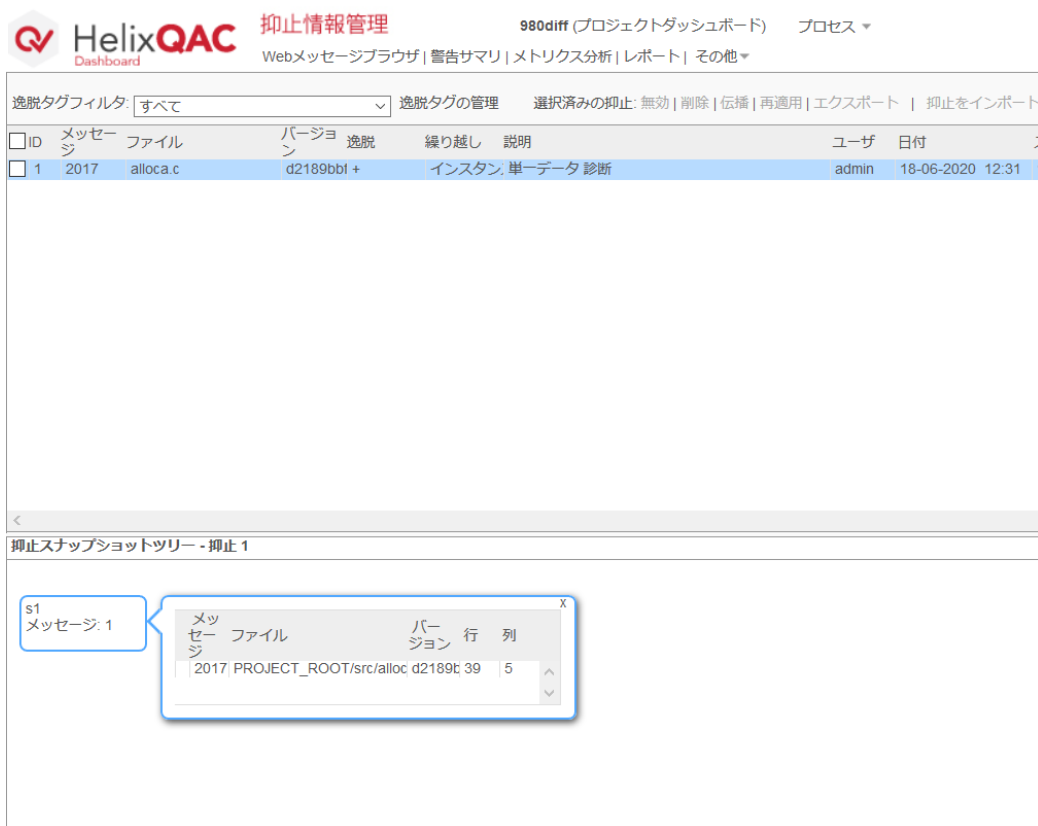 HelixQAC
Dashboard
抑止情報管理
980diff (プロジェクトダッシュボード) プロセス
Webメッセージブラウザ | 警告サマリ | メトリクス分析 | レポート | その他
逸脱タグフィルタ: すべて 逸脱タグの管理 選択済みの抑止: 無効 | 削除 | 伝播 | 再適用 | エクスポート | 抑止をインポート
ID メッセージ ファイル バージョン 逸脱 繰り越し 説明 ユーザ 日付
1 2017 alloca.c d2189bbf + インスタン 単一データ 診断 admin 18-06-2020 12:31
抑止スナップショットツリー - 抑止 1
s1
メッセージ: 1
X
メッセージ ファイル バージョン 行 列
2017 PROJECT_ROOT/src/alloc d2189b 39 5